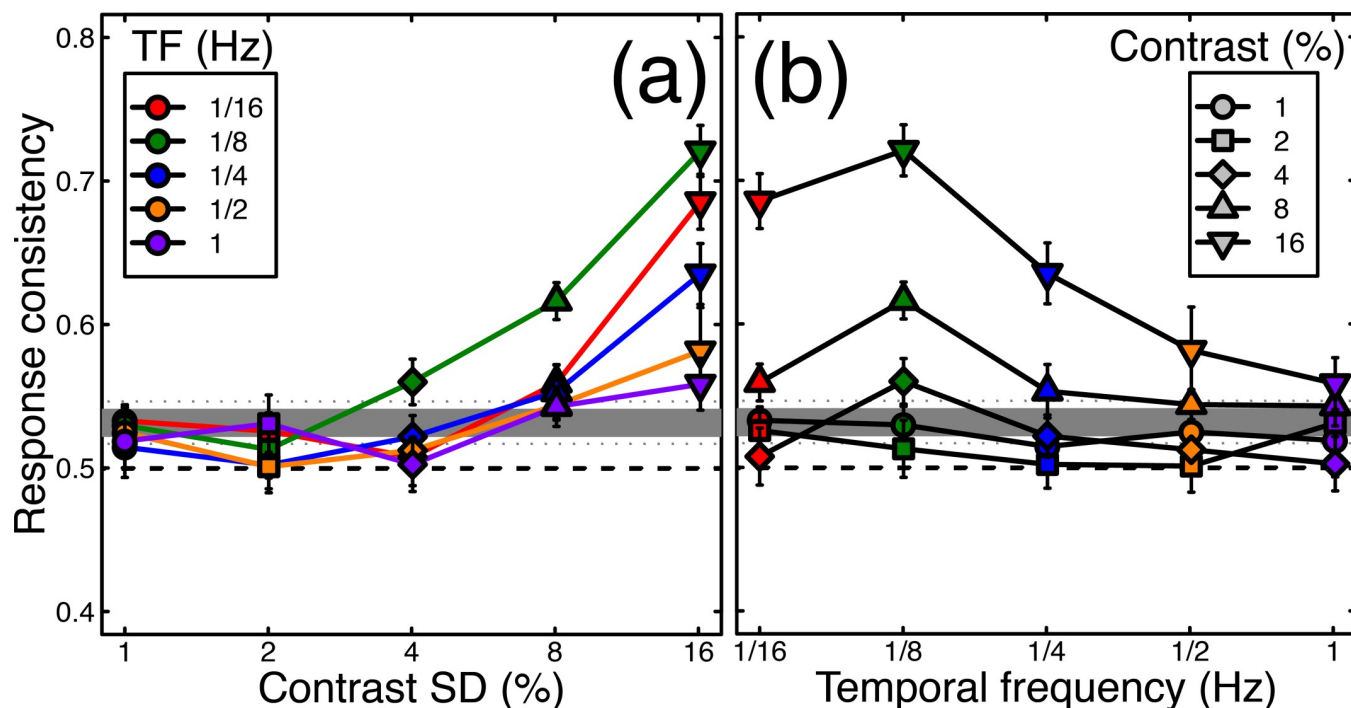 TF (Hz)
1/16
1/8
1/4
1/2
1
(a)
Response consistency
0.8
0.7
0.6
0.5
0.4
1 2 4 8 16
Contrast SD (%)
(b)
Contrast (%)
1
2
4
8
16
1/16 1/8 1/4 1/2 1
Temporal frequency (Hz)